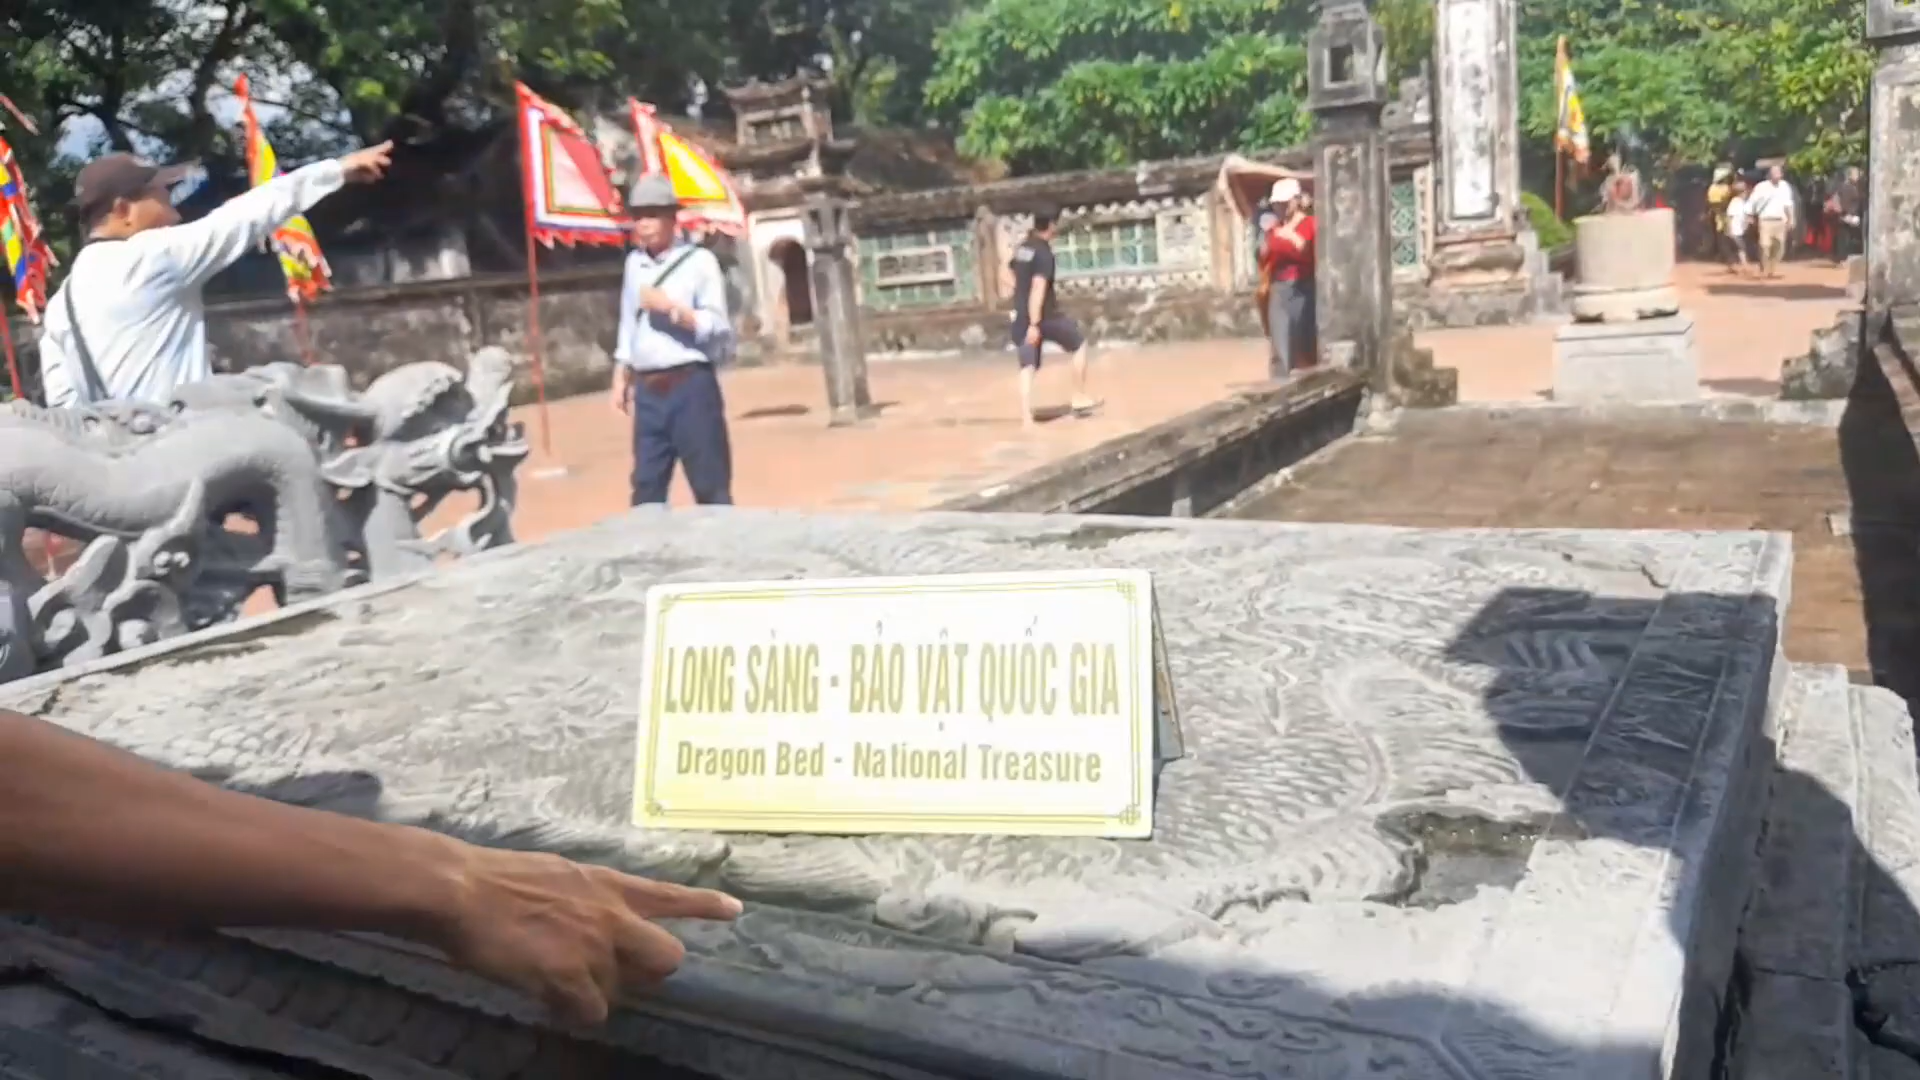 LONG SÀNG - BẢO VẬT QUỐC GIA
Dragon Bed - National Treasure